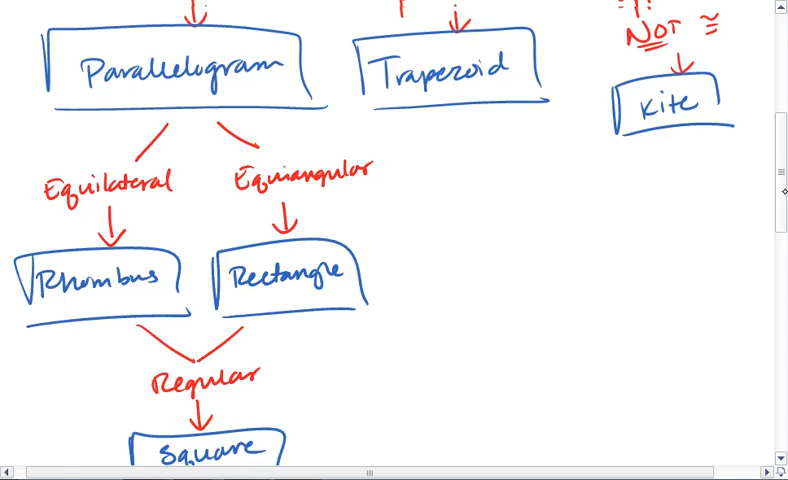 NOT ≅
Parallelogram
Trapezoid
Kite
Equilateral
Equiangular
Rhombus
Rectangle
Regular
Square